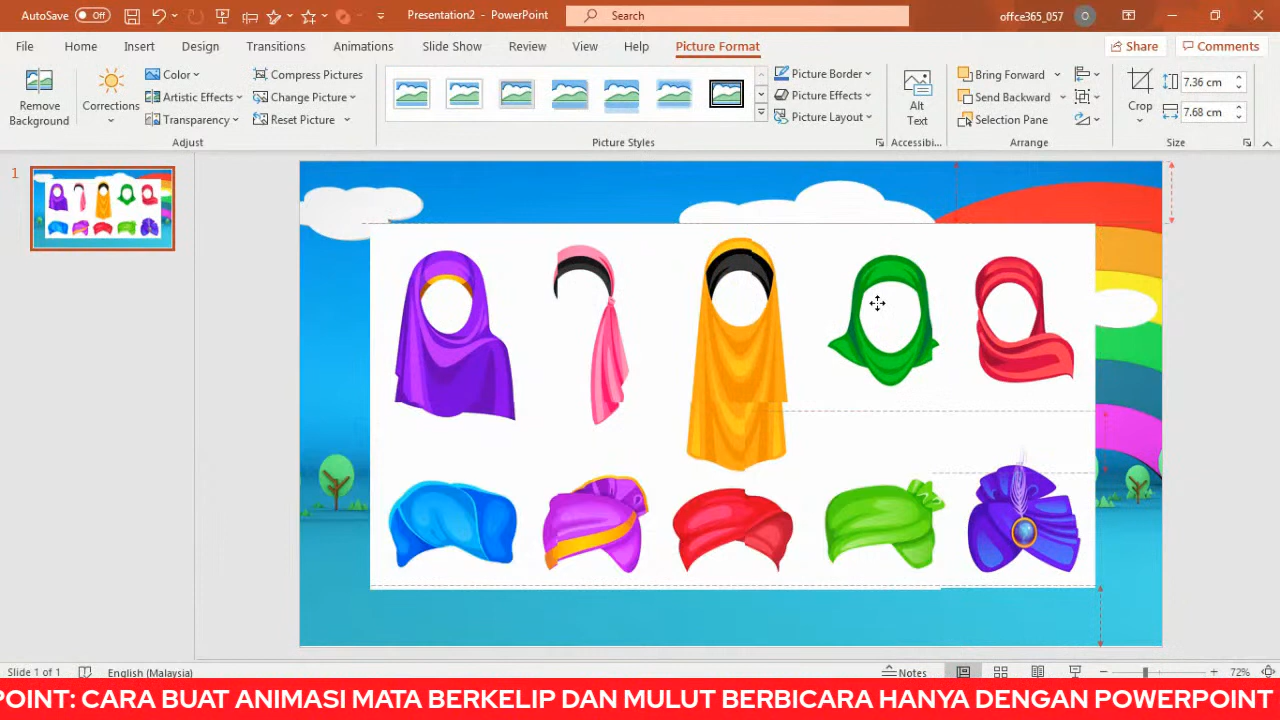 AutoSave Off Presentation2 - PowerPoint Search offce365_057 O
File Home Insert Design Transitions Animations Slide Show Review View Help Picture Format Share Comments
Remove Background
Corrections
Color
Artistic Effects
Transparency
Compress Pictures
Change Picture
Reset Picture
Adjust
Picture Styles
Picture Border
Picture Effects
Picture Layout
Alt Text
Accessibi...
Bring Forward
Send Backward
Selection Pane
Arrange
Crop
7.36 cm
7.68 cm
Size
1
Slide 1 of 1 English (Malaysia) Notes 72%
POINT: CARA BUAT ANIMASI MATA BERKELIP DAN MULUT BERBICARA HANYA DENGAN POWERPOINT